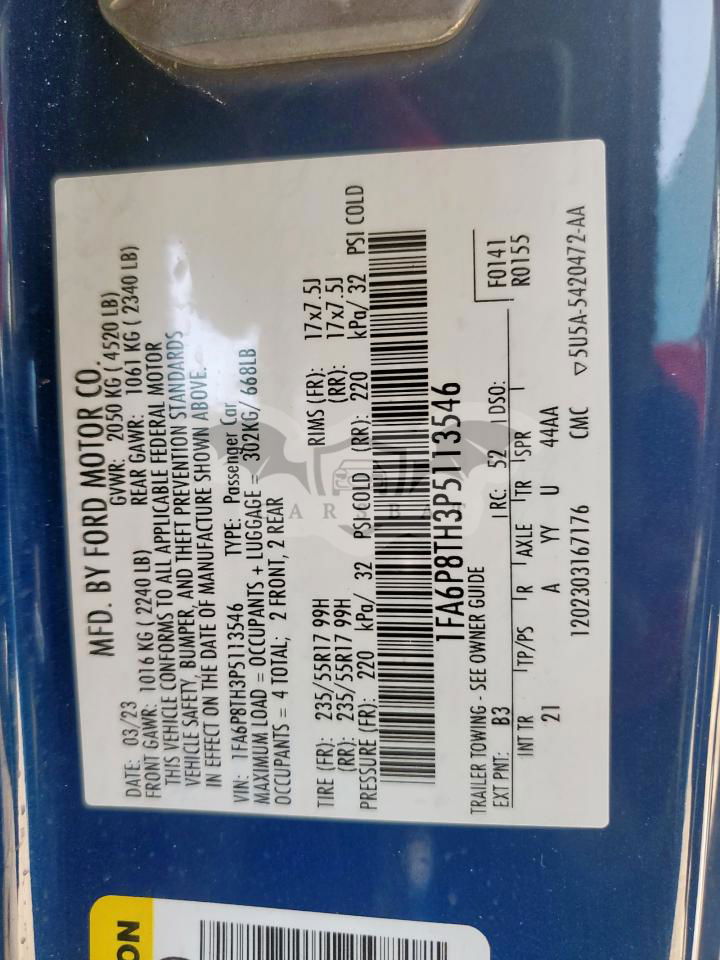 MFD. BY FORD MOTOR CO.
DATE: 03/23 GVWR: 2050 KG ( 4520 LB)
FRONT GAWR: 1016 KG ( 2240 LB) REAR GAWR: 1061 KG ( 2340 LB)
THIS VEHICLE CONFORMS TO ALL APPLICABLE FEDERAL MOTOR
VEHICLE SAFETY, BUMPER, AND THEFT PREVENTION STANDARDS
IN EFFECT ON THE DATE OF MANUFACTURE SHOWN ABOVE.
VIN: 1FA6P8TH3P5113546 TYPE: Passenger Car
MAXIMUM LOAD = OCCUPANTS + LUGGAGE = 302KG/ 668LB
OCCUPANTS = 4 TOTAL; 2 FRONT, 2 REAR
TIRE (FR): 235/55R17 99H RIMS (FR): 17x7.5J
(RR): 235/55R17 99H (RR): 17x7.5J
PRESSURE (FR): 220 kPa/ 32 PSI COLD (RR): 220 kPa/ 32 PSI COLD
1FA6P8TH3P5113546
TRAILER TOWING - SEE OWNER GUIDE
F0141
EXT PNT: B3 RC: 52 DSO: R0155
INT TR TP/PS R AXLE TR SPR
21 A YY U 44AA
1202303167176 CMC ▽5U5A-5420472-AA
ON
CARSBAT